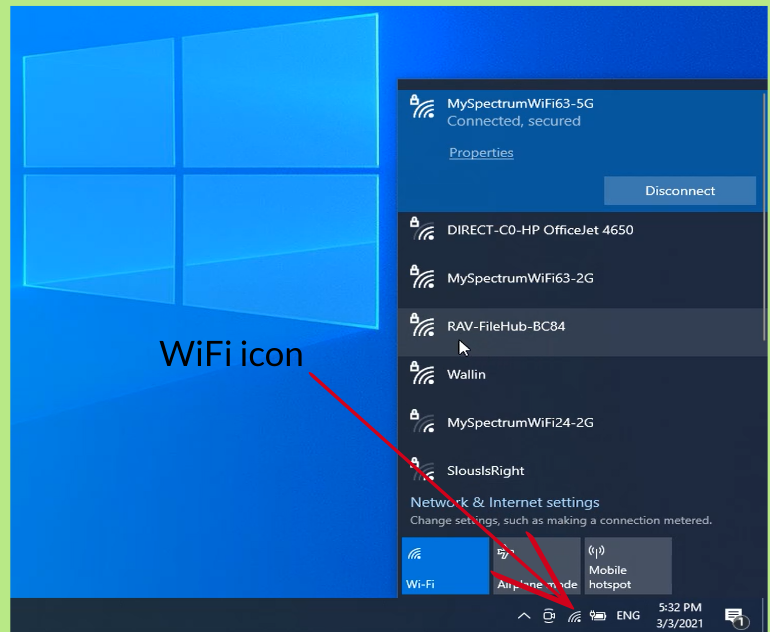 MySpectrumWiFi63-5G
Connected, secured
Properties
Disconnect
DIRECT-C0-HP OfficeJet 4650
MySpectrumWiFi63-2G
RAV-FileHub-BC84
WiFi icon
Wallin
MySpectrumWiFi24-2G
SlousIsRight
Network & Internet settings
Change settings, such as making a connection metered.
Wi-Fi
Airplane mode
Mobile
hotspot
ENG
5:32 PM
3/3/2021
1